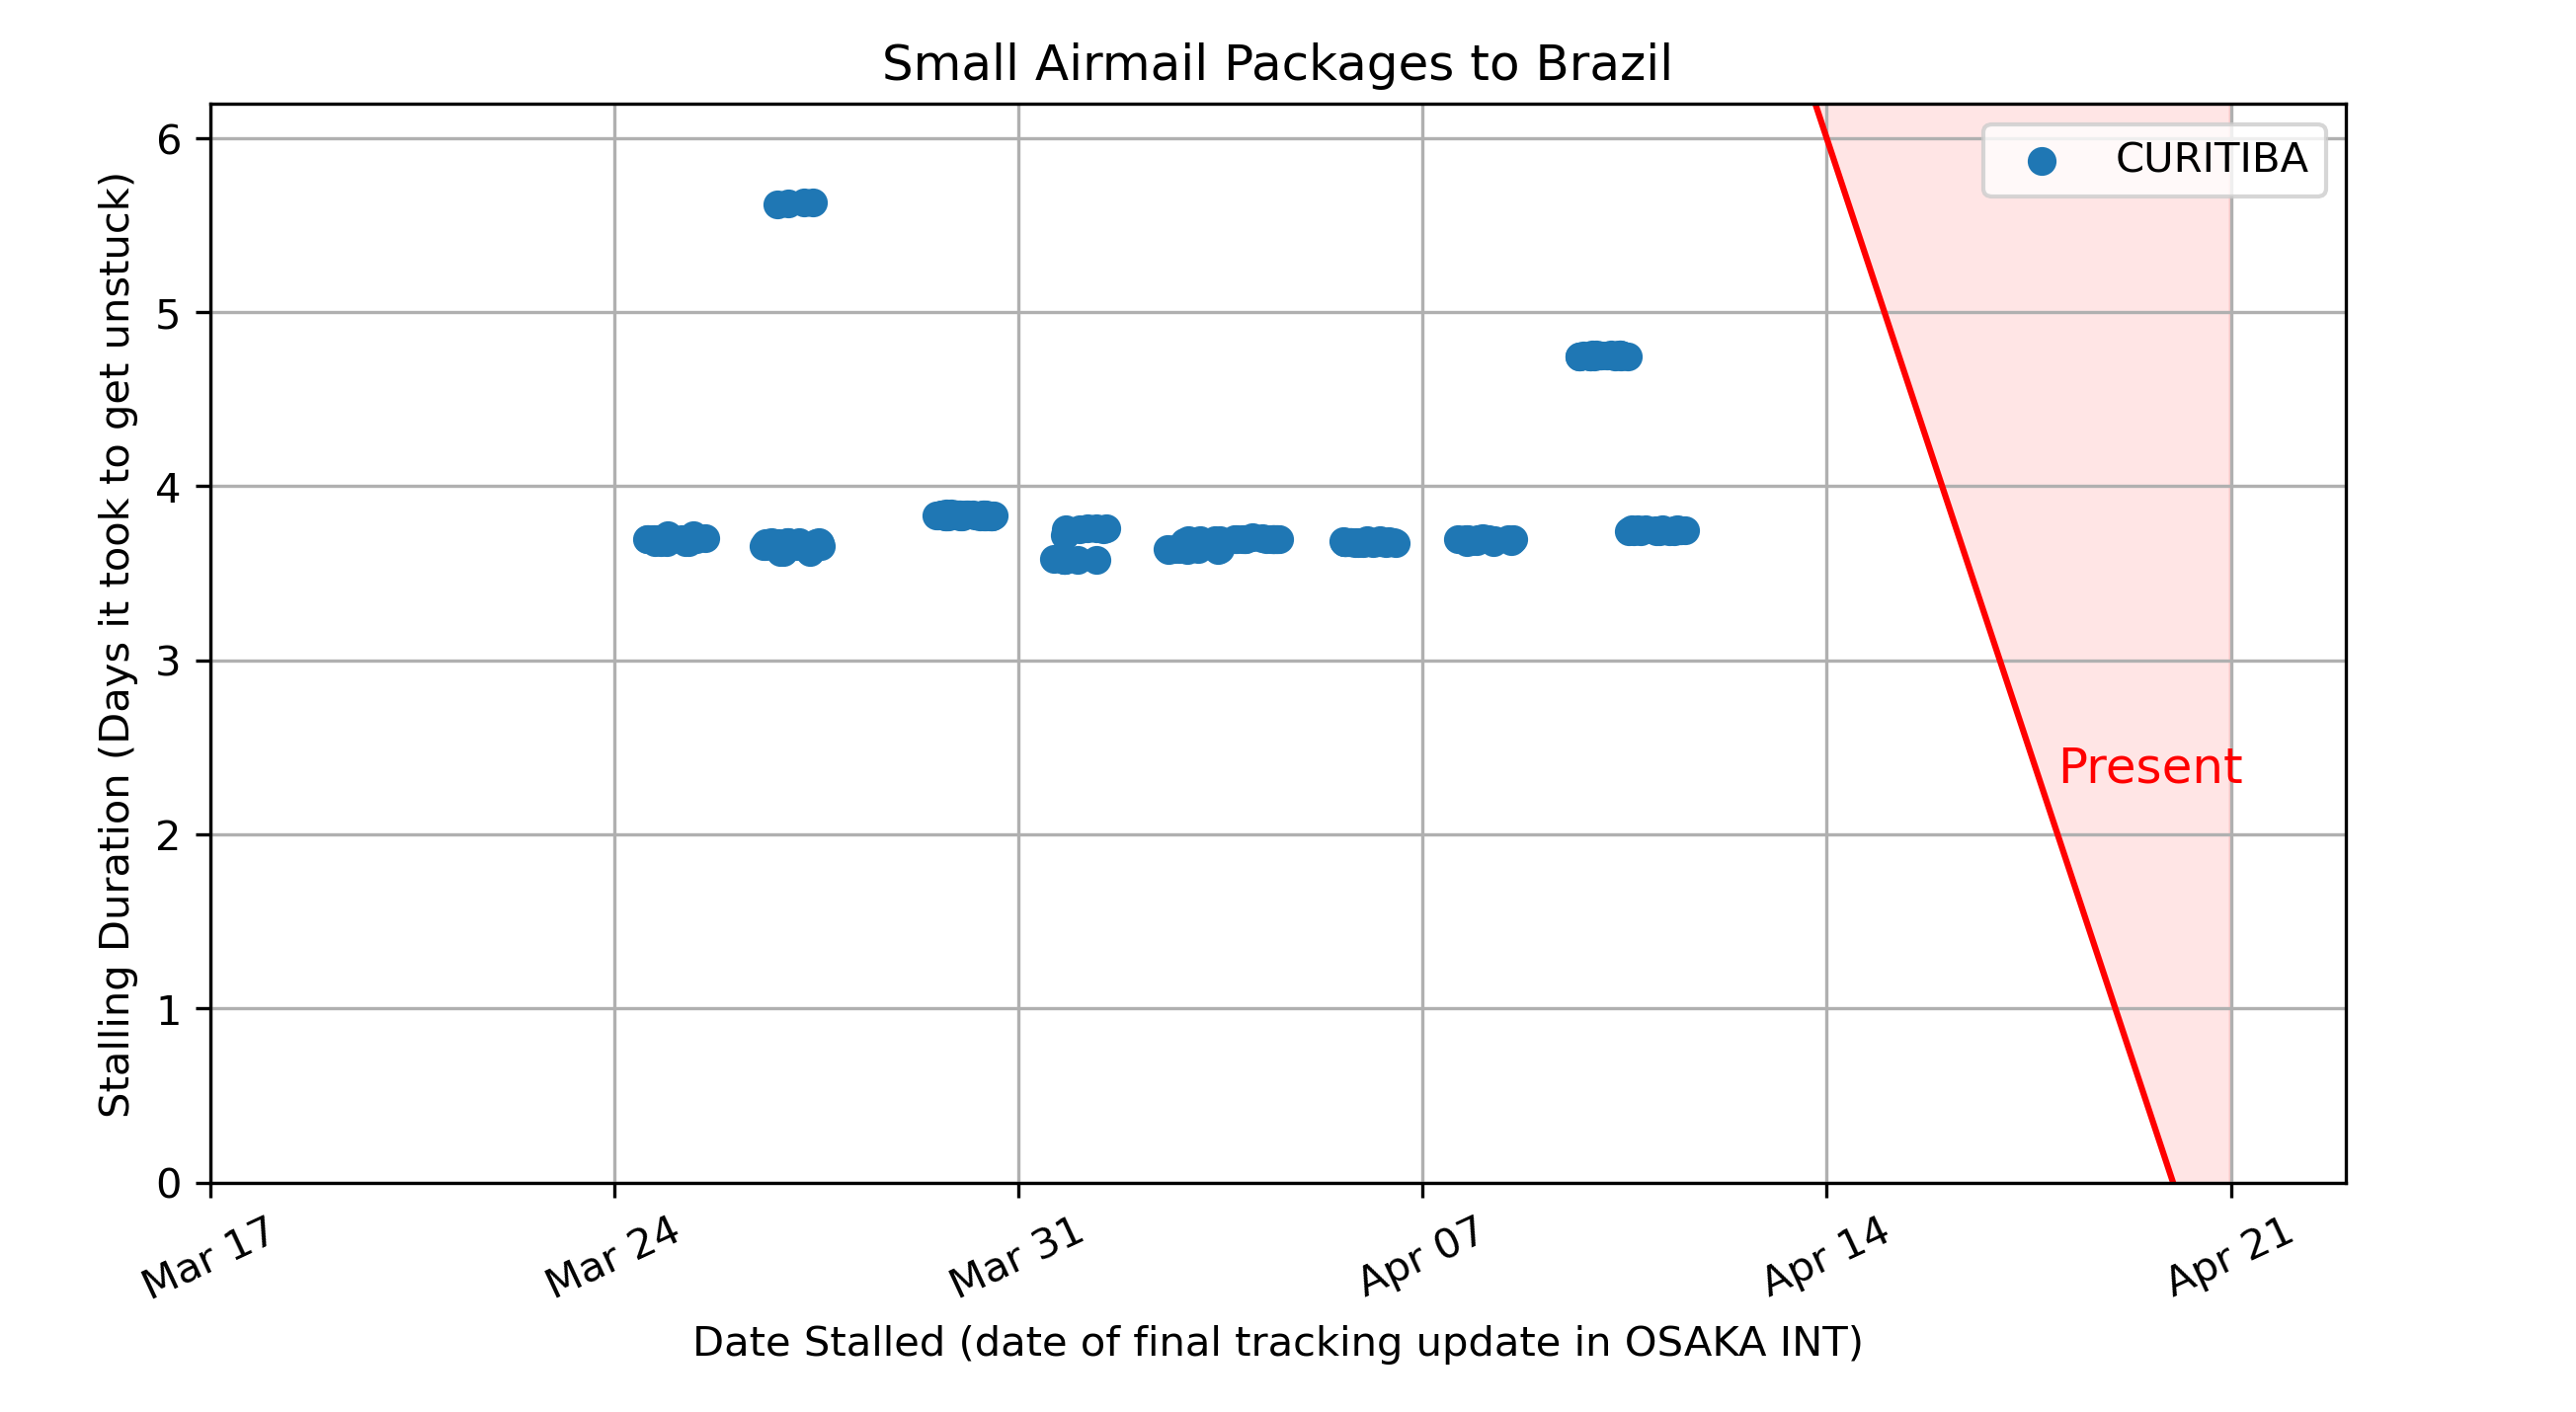 Small Airmail Packages to Brazil
Stalling Duration (Days it took to get unstuck)
6
5
4
3
2
1
0
CURITIBA
Present
Mar 17
Mar 24
Mar 31
Apr 07
Apr 14
Apr 21
Date Stalled (date of final tracking update in OSAKA INT)